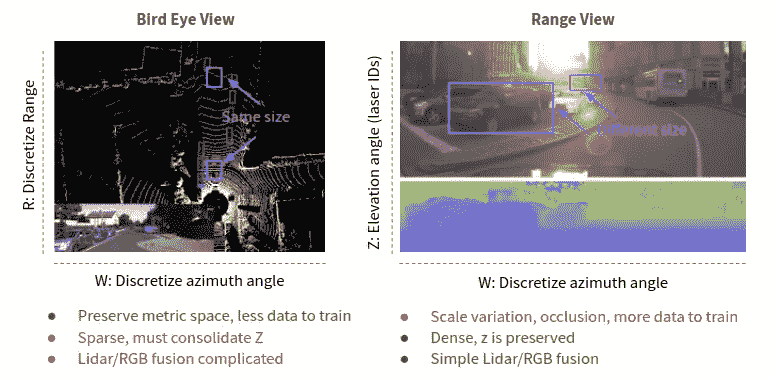 Bird Eye View
R: Discretize Range
Same size
W: Discretize azimuth angle
Preserve metric space, less data to train
Sparse, must consolidate Z
Lidar/RGB fusion complicated
Range View
Z: Elevation angle (laser IDs)
Different size
W: Discretize azimuth angle
Scale variation, occlusion, more data to train
Dense, z is preserved
Simple Lidar/RGB fusion